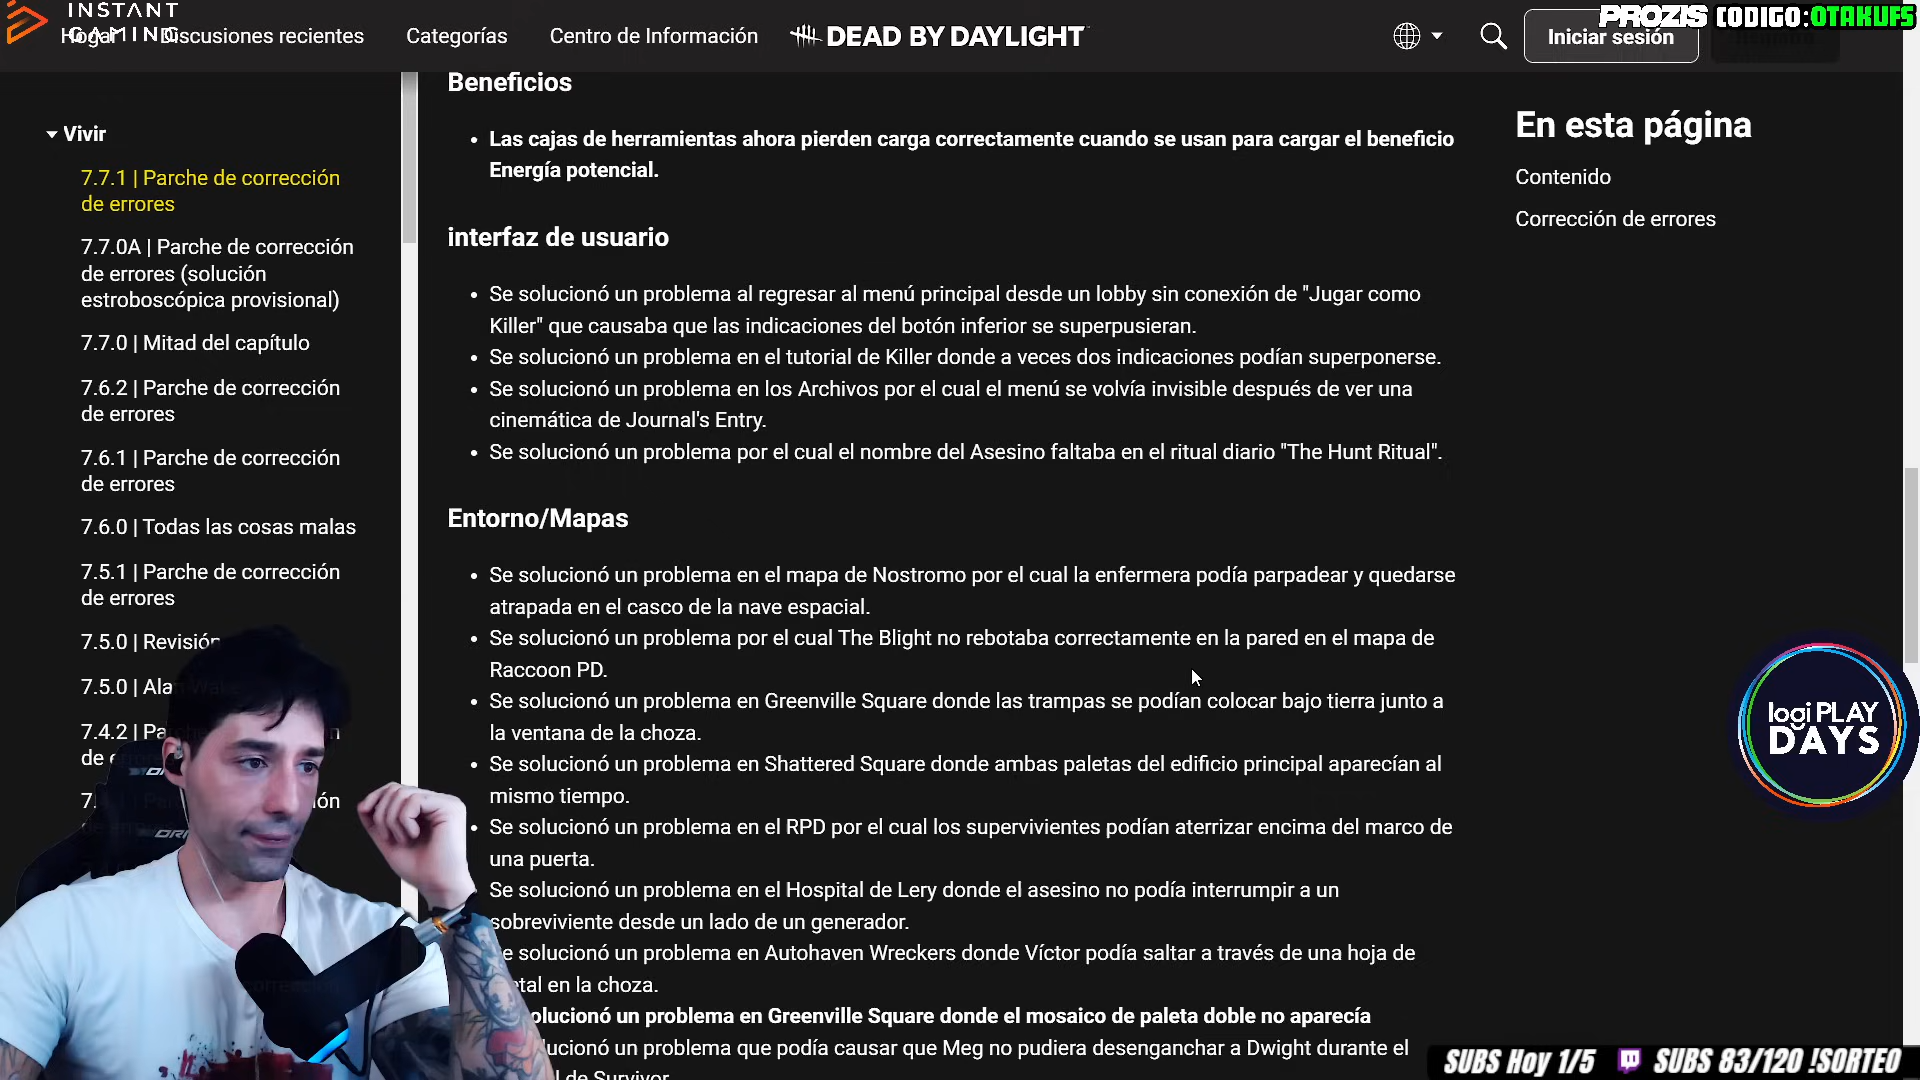 INSTANT
GAMING
Hogar Discusiones recientes Categorías Centro de Información DEAD BY DAYLIGHT Iniciar sesión
PROZIS CODIGO:OTAKUFS
Vivir
7.7.1 | Parche de corrección
de errores
7.7.0A | Parche de corrección
de errores (solución
estroboscópica provisional)
7.7.0 | Mitad del capítulo
7.6.2 | Parche de corrección
de errores
7.6.1 | Parche de corrección
de errores
7.6.0 | Todas las cosas malas
7.5.1 | Parche de corrección
de errores
7.5.0 | Revisión
7.5.0 | Alan Wake
7.4.2 | Pa
de e
Beneficios
• Las cajas de herramientas ahora pierden carga correctamente cuando se usan para cargar el beneficio
Energía potencial.
interfaz de usuario
• Se solucionó un problema al regresar al menú principal desde un lobby sin conexión de "Jugar como
Killer" que causaba que las indicaciones del botón inferior se superpusieran.
• Se solucionó un problema en el tutorial de Killer donde a veces dos indicaciones podían superponerse.
• Se solucionó un problema en los Archivos por el cual el menú se volvía invisible después de ver una
cinemática de Journal's Entry.
• Se solucionó un problema por el cual el nombre del Asesino faltaba en el ritual diario "The Hunt Ritual".
Entorno/Mapas
• Se solucionó un problema en el mapa de Nostromo por el cual la enfermera podía parpadear y quedarse
atrapada en el casco de la nave espacial.
• Se solucionó un problema por el cual The Blight no rebotaba correctamente en la pared en el mapa de
Raccoon PD.
• Se solucionó un problema en Greenville Square donde las trampas se podían colocar bajo tierra junto a
la ventana de la choza.
• Se solucionó un problema en Shattered Square donde ambas paletas del edificio principal aparecían al
mismo tiempo.
• Se solucionó un problema en el RPD por el cual los supervivientes podían aterrizar encima del marco de
una puerta.
Se solucionó un problema en el Hospital de Lery donde el asesino no podía interrumpir a un
sobreviviente desde un lado de un generador.
e solucionó un problema en Autohaven Wreckers donde Víctor podía saltar a través de una hoja de
etal en la choza.
olucionó un problema en Greenville Square donde el mosaico de paleta doble no aparecía
lucionó un problema que podía causar que Meg no pudiera desenganchar a Dwight durante el
l de Survivor
En esta página
Contenido
Corrección de errores
logi PLAY
DAYS
SUBS Hoy 1/5 SUBS 83/120 !SORTEO